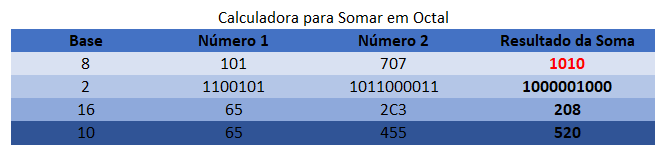 Calculadora para Somar em Octal
Base Número 1 Número 2 Resultado da Soma
8 101 707 1010
2 1100101 1011000011 1000001000
16 65 2C3 208
10 65 455 520